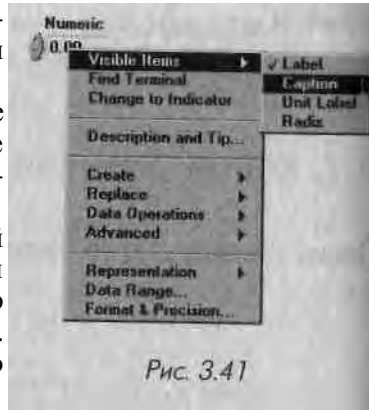 Numeric
0.00
Visible Items
Find Terminal
Change to Indicator
Description and Tip...
Create
Replace
Data Operations
Advanced
Representation
Data Range...
Format & Precision...
Label
Caption
Unit Label
Radix
Рис. 3.41